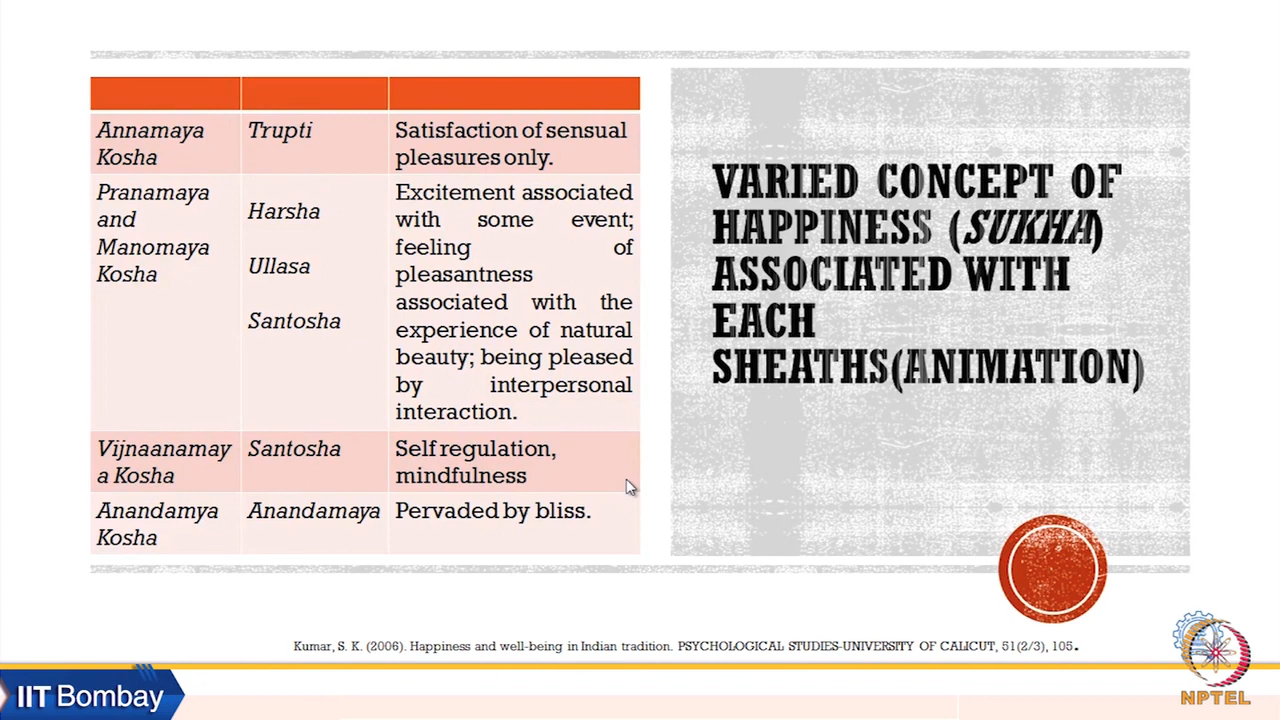 Annamaya
Kosha
Trupti
Satisfaction of sensual
pleasures only.
Pranamaya
and
Manomaya
Kosha
Harsha
Ullasa
Santosha
Excitement associated
with some event;
feeling of
pleasantness
associated with the
experience of natural
beauty; being pleased
by interpersonal
interaction.
Vijnaanamay
a Kosha
Santosha
Self regulation,
mindfulness
Anandamya
Kosha
Anandamaya
Pervaded by bliss.
VARIED CONCEPT OF
HAPPINESS (SUKHA)
ASSOCIATED WITH
EACH
SHEATHS(ANIMATION)
Kumar, S. K. (2006). Happiness and well-being in Indian tradition. PSYCHOLOGICAL STUDIES-UNIVERSITY OF CALICUT, 51(2/3), 105.
IIT Bombay
NPTEL